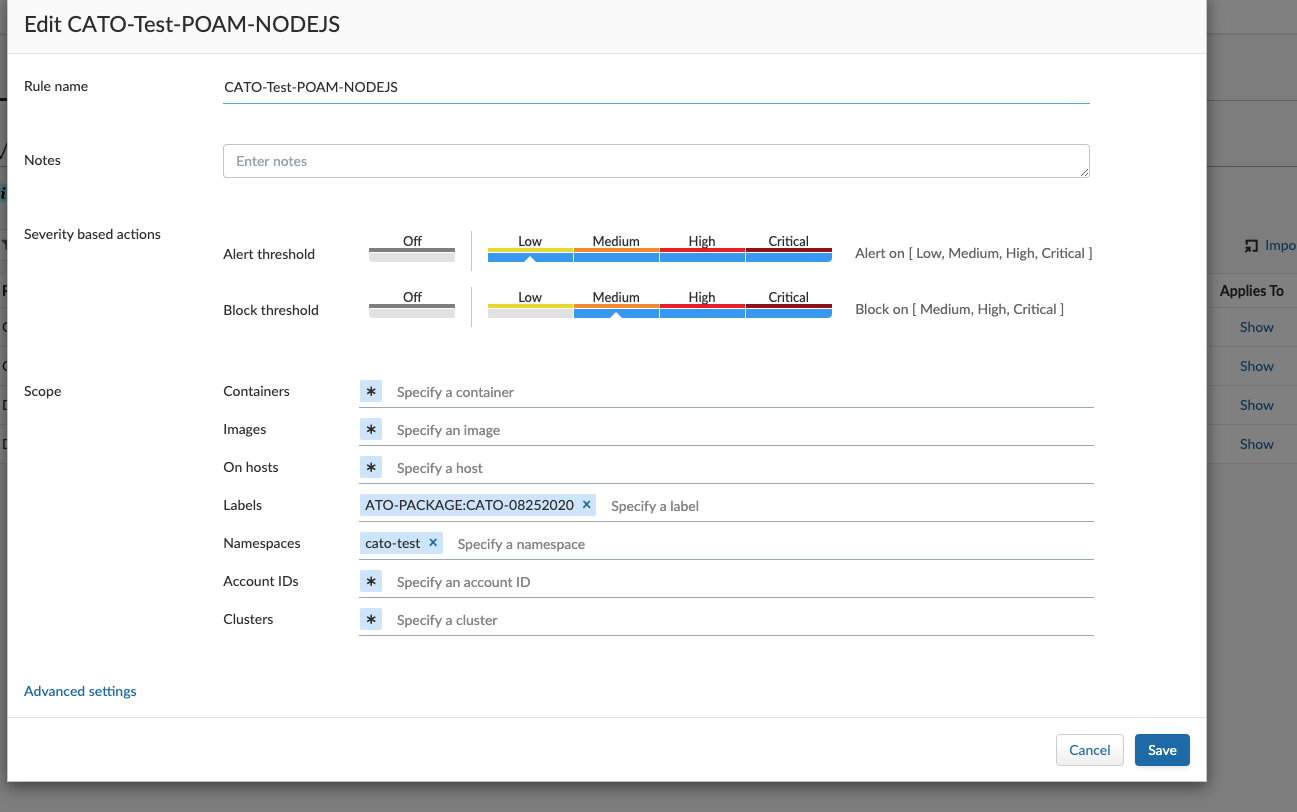 Edit CATO-Test-POAM-NODEJS
Rule name
CATO-Test-POAM-NODEJS
Notes
Enter notes
Severity based actions
Alert threshold
Off
Low Medium High Critical
Alert on [ Low, Medium, High, Critical ]
Block threshold
Off
Low Medium High Critical
Block on [ Medium, High, Critical ]
Scope
Containers * Specify a container
Images * Specify an image
On hosts * Specify a host
Labels ATO-PACKAGE:CATO-08252020 × Specify a label
Namespaces cato-test × Specify a namespace
Account IDs * Specify an account ID
Clusters * Specify a cluster
Advanced settings
Cancel Save
Applies To
Show
Show
Show
Show